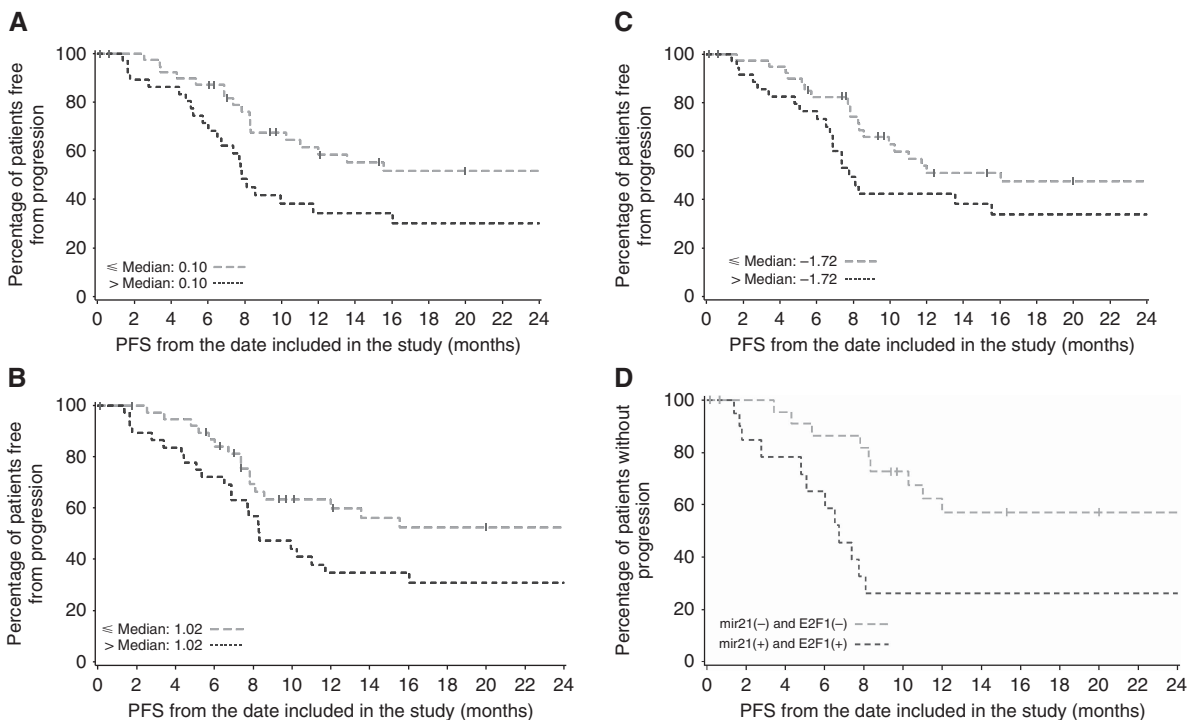 A
Percentage of patients free
from progression
100
80
60
40
20
0
⩽ Median: 0.10
> Median: 0.10
0 2 4 6 8 10 12 14 16 18 20 22 24
PFS from the date included in the study (months)
B
Percentage of patients free
from progression
100
80
60
40
20
0
⩽ Median: 1.02
> Median: 1.02
0 2 4 6 8 10 12 14 16 18 20 22 24
PFS from the date included in the study (months)
C
Percentage of patients free
from progression
100
80
60
40
20
0
⩽ Median: –1.72
> Median: –1.72
0 2 4 6 8 10 12 14 16 18 20 22 24
PFS from the date included in the study (months)
D
Percentage of patients without
progression
100
80
60
40
20
0
mir21(–) and E2F1(–)
mir21(+) and E2F1(+)
0 2 4 6 8 10 12 14 16 18 20 22 24
PFS from the date included in the study (months)